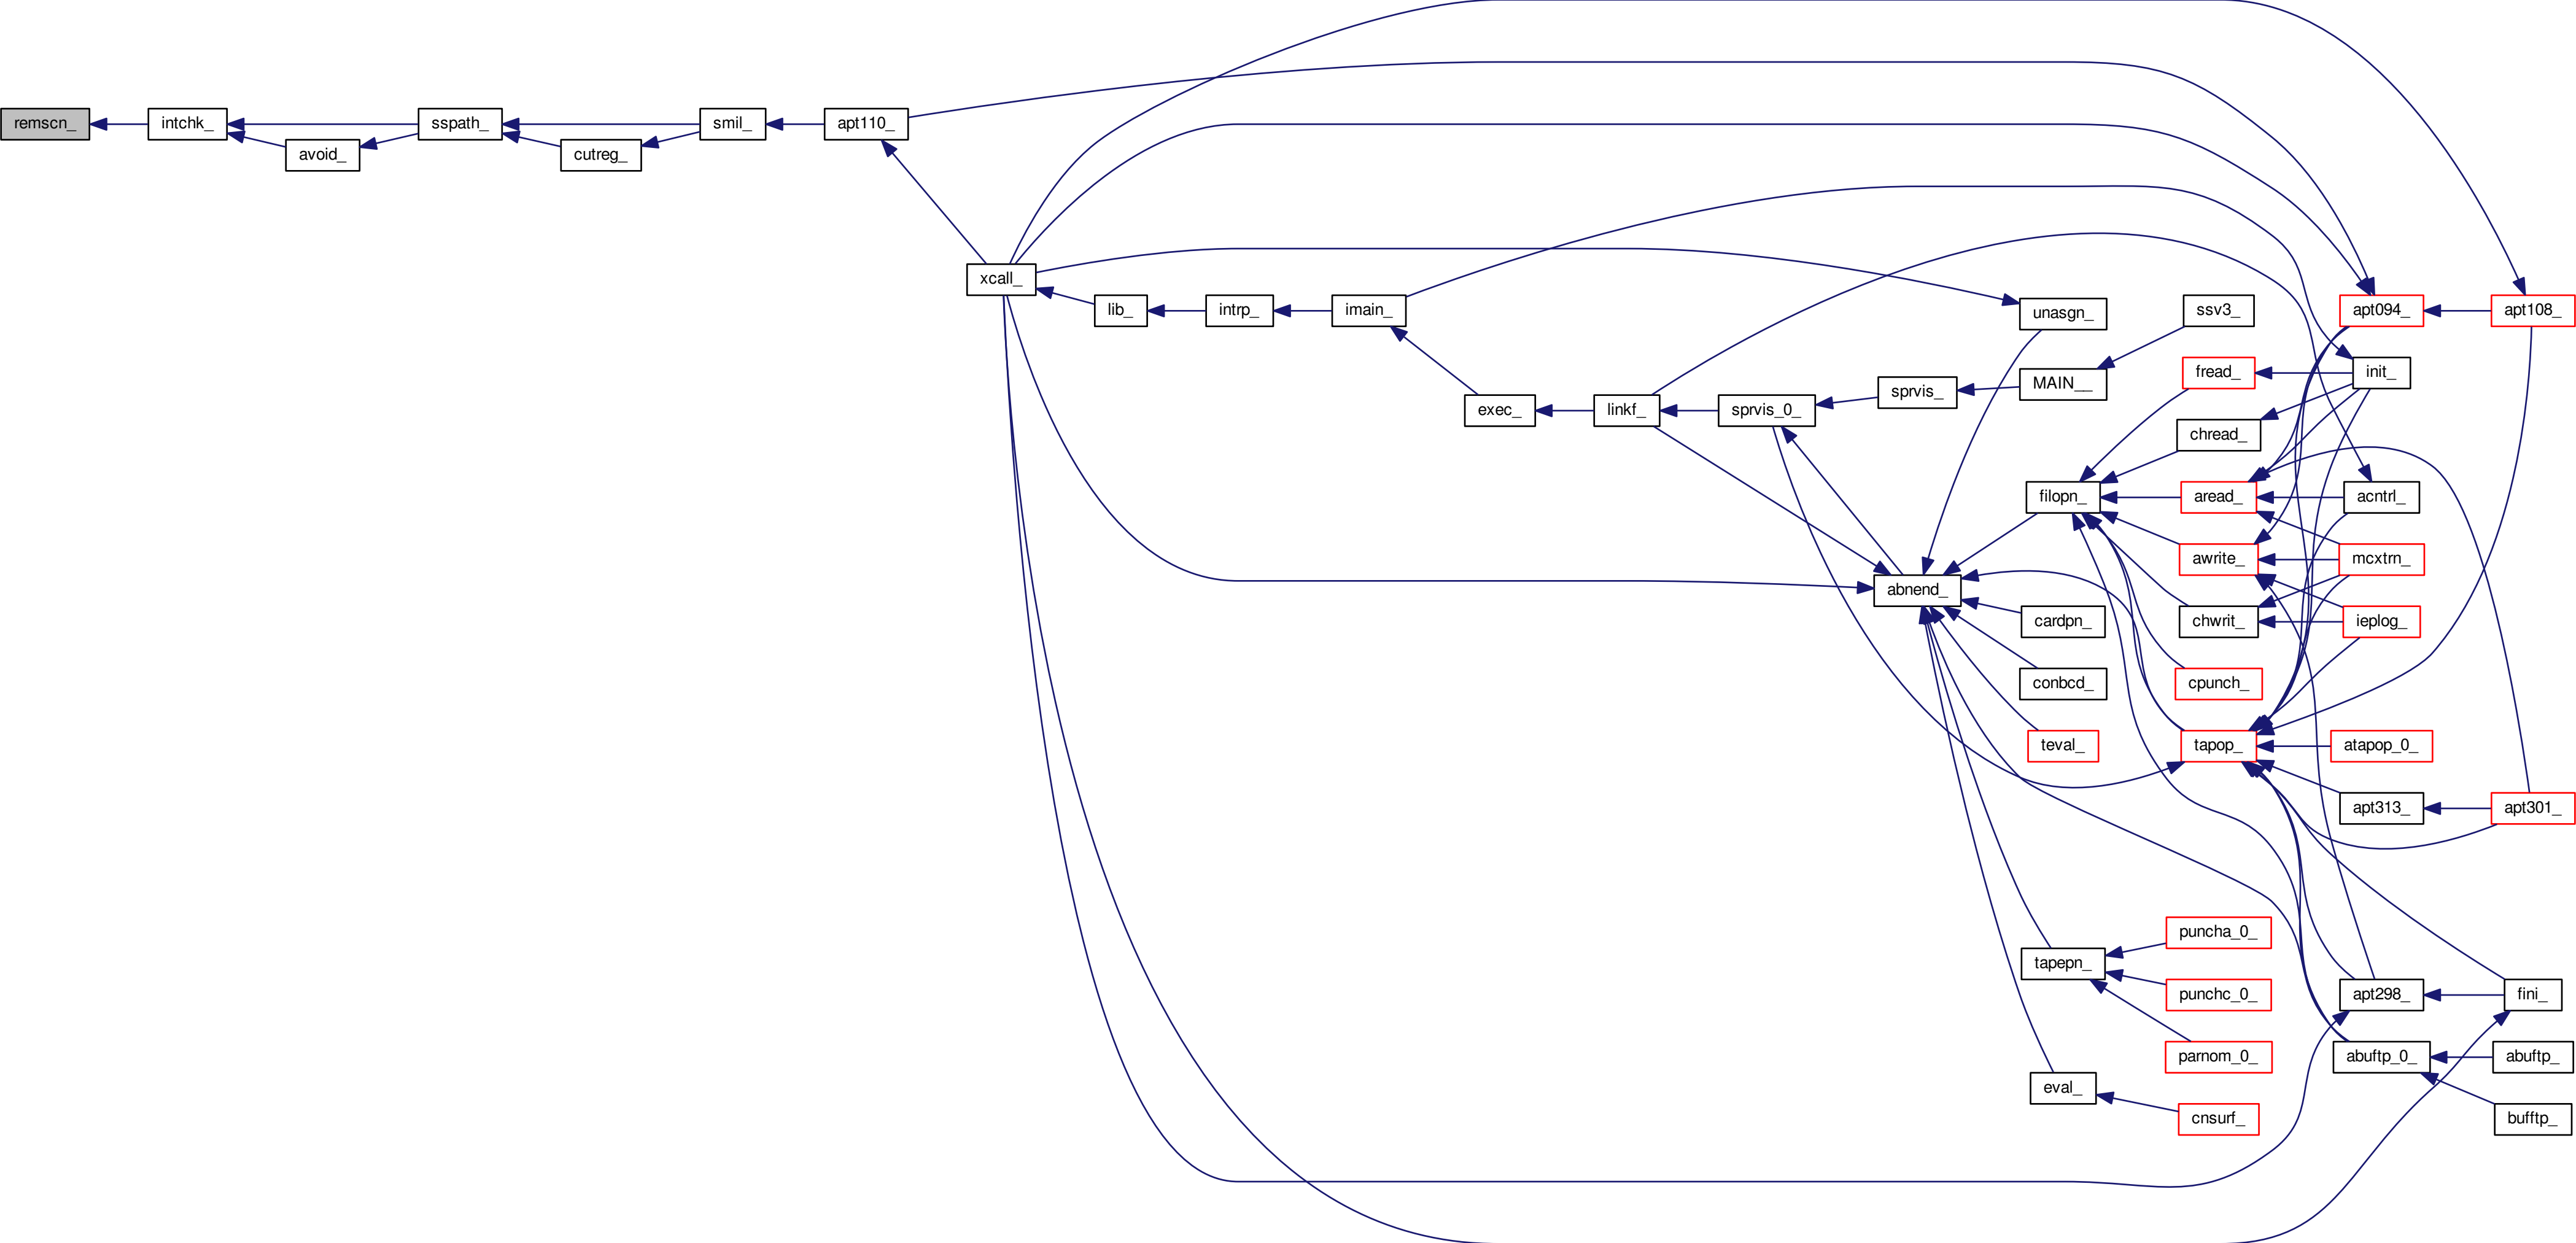 remscn_
intchk_
avoid_
sspath_
cutreg_
smil_
apt110_
xcall_
lib_
intrp_
imain_
exec_
linkf_
sprvis_0_
sprvis_
MAIN__
ssv3_
unasgn_
abnend_
filopn_
fread_
chread_
aread_
awrite_
chwrit_
cpunch_
tapop_
cardpn_
conbcd_
teval_
tapepn_
puncha_0_
punchc_0_
parnom_0_
eval_
cnsurf_
apt094_
apt108_
init_
acntrl_
mcxtrn_
ieplog_
atapop_0_
apt313_
apt301_
apt298_
fini_
abuftp_0_
abuftp_
bufftp_